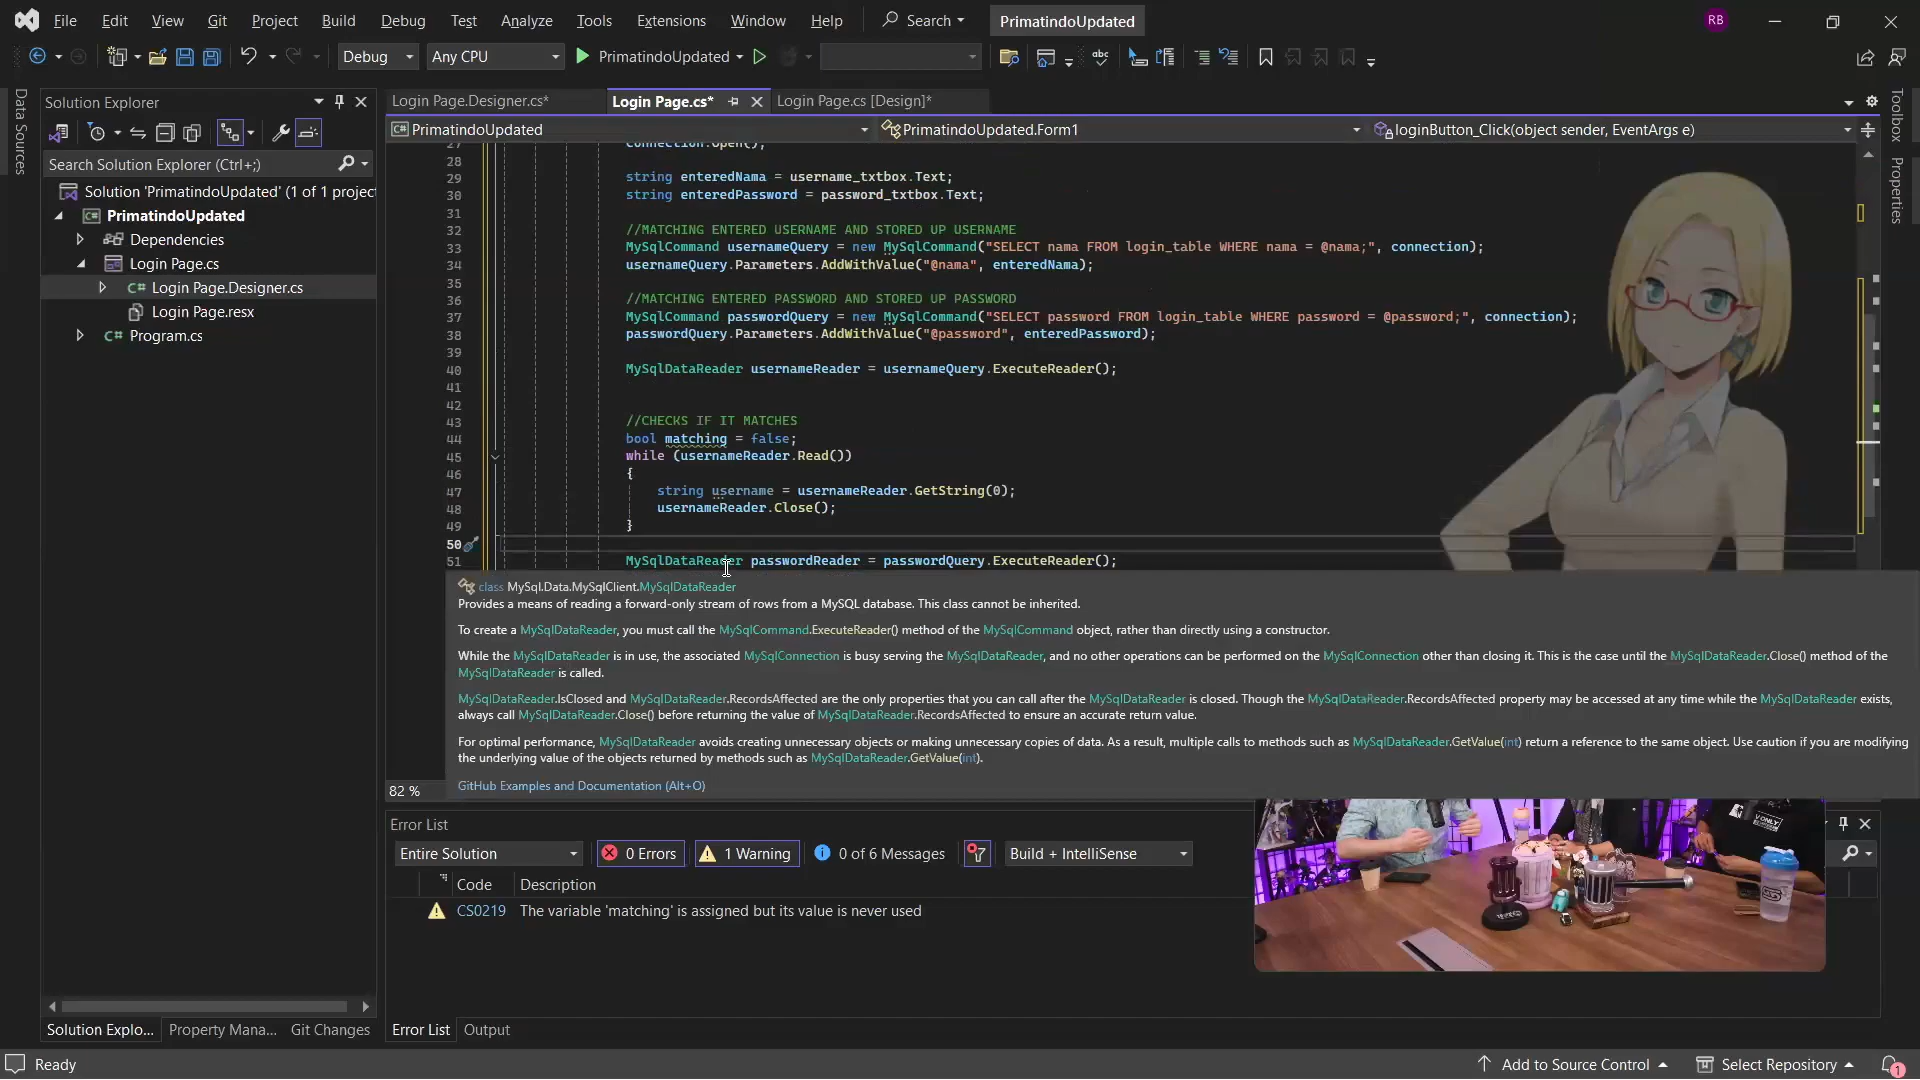 File Edit View Git Project Build Debug Test Analyze Tools Extensions Window Help Search PrimatindoUpdated RB
Debug Any CPU PrimatindoUpdated
Data Sources
Solution Explorer
Search Solution Explorer (Ctrl+;)
Solution 'PrimatindoUpdated' (1 of 1 project
PrimatindoUpdated
Dependencies
Login Page.cs
Login Page.Designer.cs
Login Page.resx
Program.cs
Login Page.Designer.cs* Login Page.cs* Login Page.cs [Design]*
PrimatindoUpdated PrimatindoUpdated.Form1 loginButton_Click(object sender, EventArgs e)
27 connection.Open();
28
29 string enteredNama = username_txtbox.Text;
30 string enteredPassword = password_txtbox.Text;
31
32 //MATCHING ENTERED USERNAME AND STORED UP USERNAME
33 MySqlCommand usernameQuery = new MySqlCommand("SELECT nama FROM login_table WHERE nama = @nama;", connection);
34 usernameQuery.Parameters.AddWithValue("@nama", enteredNama);
35
36 //MATCHING ENTERED PASSWORD AND STORED UP PASSWORD
37 MySqlCommand passwordQuery = new MySqlCommand("SELECT password FROM login_table WHERE password = @password;", connection);
38 passwordQuery.Parameters.AddWithValue("@password", enteredPassword);
39
40 MySqlDataReader usernameReader = usernameQuery.ExecuteReader();
41
42
43 //CHECKS IF IT MATCHES
44 bool matching = false;
45 while (usernameReader.Read())
46 {
47 string username = usernameReader.GetString(0);
48 usernameReader.Close();
49 }
50
51 MySqlDataReader passwordReader = passwordQuery.ExecuteReader();
class MySql.Data.MySqlClient.MySqlDataReader
Provides a means of reading a forward-only stream of rows from a MySQL database. This class cannot be inherited.
To create a MySqlDataReader, you must call the MySqlCommand.ExecuteReader() method of the MySqlCommand object, rather than directly using a constructor.
While the MySqlDataReader is in use, the associated MySqlConnection is busy serving the MySqlDataReader, and no other operations can be performed on the MySqlConnection other than closing it. This is the case until the MySqlDataReader.Close() method of the
MySqlDataReader is called.
MySqlDataReader.IsClosed and MySqlDataReader.RecordsAffected are the only properties that you can call after the MySqlDataReader is closed. Though the MySqlDataReader.RecordsAffected property may be accessed at any time while the MySqlDataReader exists,
always call MySqlDataReader.Close() before returning the value of MySqlDataReader.RecordsAffected to ensure an accurate return value.
For optimal performance, MySqlDataReader avoids creating unnecessary objects or making unnecessary copies of data. As a result, multiple calls to methods such as MySqlDataReader.GetValue(int) return a reference to the same object. Use caution if you are modifying
the underlying value of the objects returned by methods such as MySqlDataReader.GetValue(int).
GitHub Examples and Documentation (Alt+O)
82 %
Toolbox
Properties
Error List
Entire Solution 0 Errors 1 Warning 0 of 6 Messages Build + IntelliSense
Code Description
CS0219 The variable 'matching' is assigned but its value is never used
V ONLY
Solution Explo... Property Mana... Git Changes
Error List Output
Ready Add to Source Control Select Repository 1